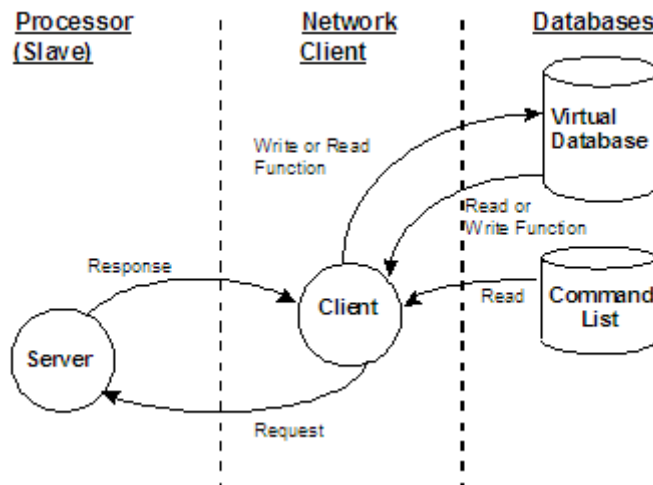 Processor
(Slave)
Network
Client
Databases
Virtual
Database
Write or Read
Function
Read or
Write Function
Response
Client
Read
Command
List
Server
Request